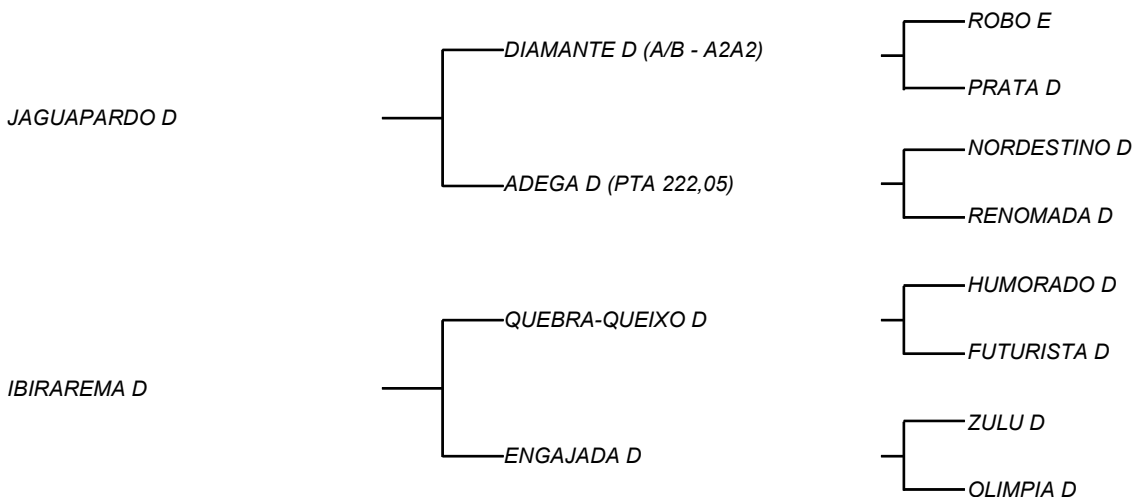 ROBO E
DIAMANTE D (A/B - A2A2)
PRATA D
JAGUAPARDO D
NORDESTINO D
ADEGA D (PTA 222,05)
RENOMADA D
HUMORADO D
QUEBRA-QUEIXO D
FUTURISTA D
IBIRAREMA D
ZULU D
ENGAJADA D
OLIMPIA D